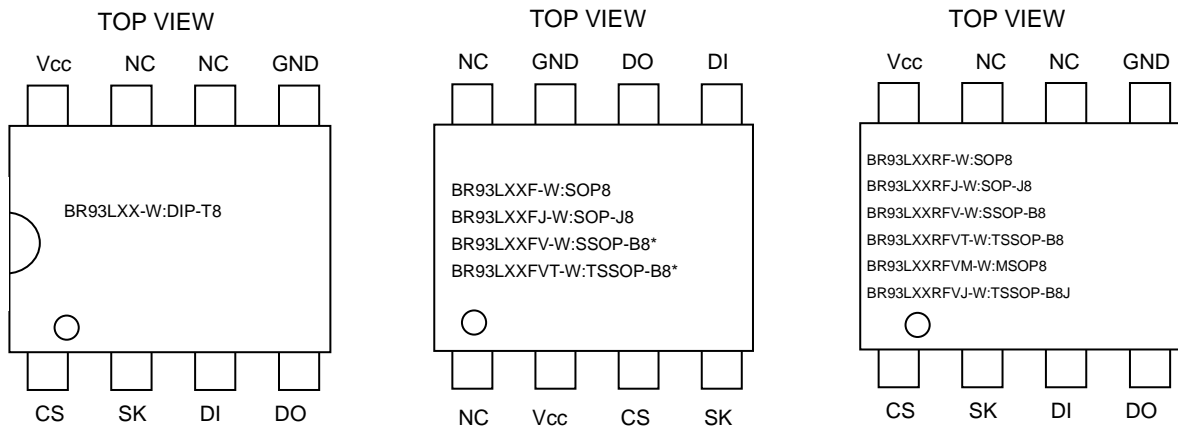 TOP VIEW
Vcc NC NC GND
BR93LXX-W:DIP-T8
CS SK DI DO
TOP VIEW
NC GND DO DI
BR93LXXF-W:SOP8
BR93LXXFJ-W:SOP-J8
BR93LXXFV-W:SSOP-B8*
BR93LXXFVT-W:TSSOP-B8*
NC Vcc CS SK
TOP VIEW
Vcc NC NC GND
BR93LXXRF-W:SOP8
BR93LXXRFJ-W:SOP-J8
BR93LXXRFV-W:SSOP-B8
BR93LXXRFVT-W:TSSOP-B8
BR93LXXRFVM-W:MSOP8
BR93LXXRFVJ-W:TSSOP-B8J
CS SK DI DO